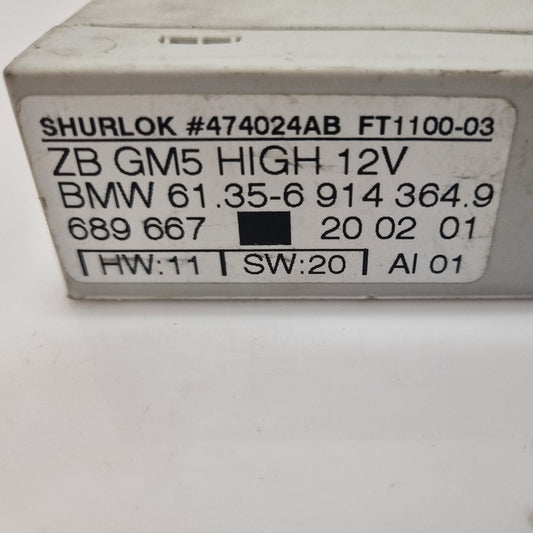 SHURLOK #474024AB FT1100-03
ZB GM5 HIGH 12V
BMW 61.35-6 914 364.9
689 667 20 02 01
HW:11 SW:20 AI 01